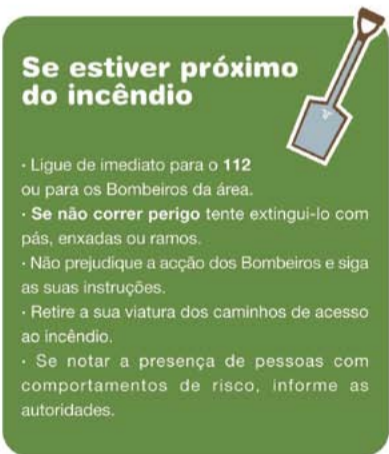 Se estiver próximo
do incêndio
· Ligue de imediato para o 112
ou para os Bombeiros da área.
· Se não correr perigo tente extingui-lo com
pás, enxadas ou ramos.
· Não prejudique a acção dos Bombeiros e siga
as suas instruções.
· Retire a sua viatura dos caminhos de acesso
ao incêndio.
· Se notar a presença de pessoas com
comportamentos de risco, informe as
autoridades.